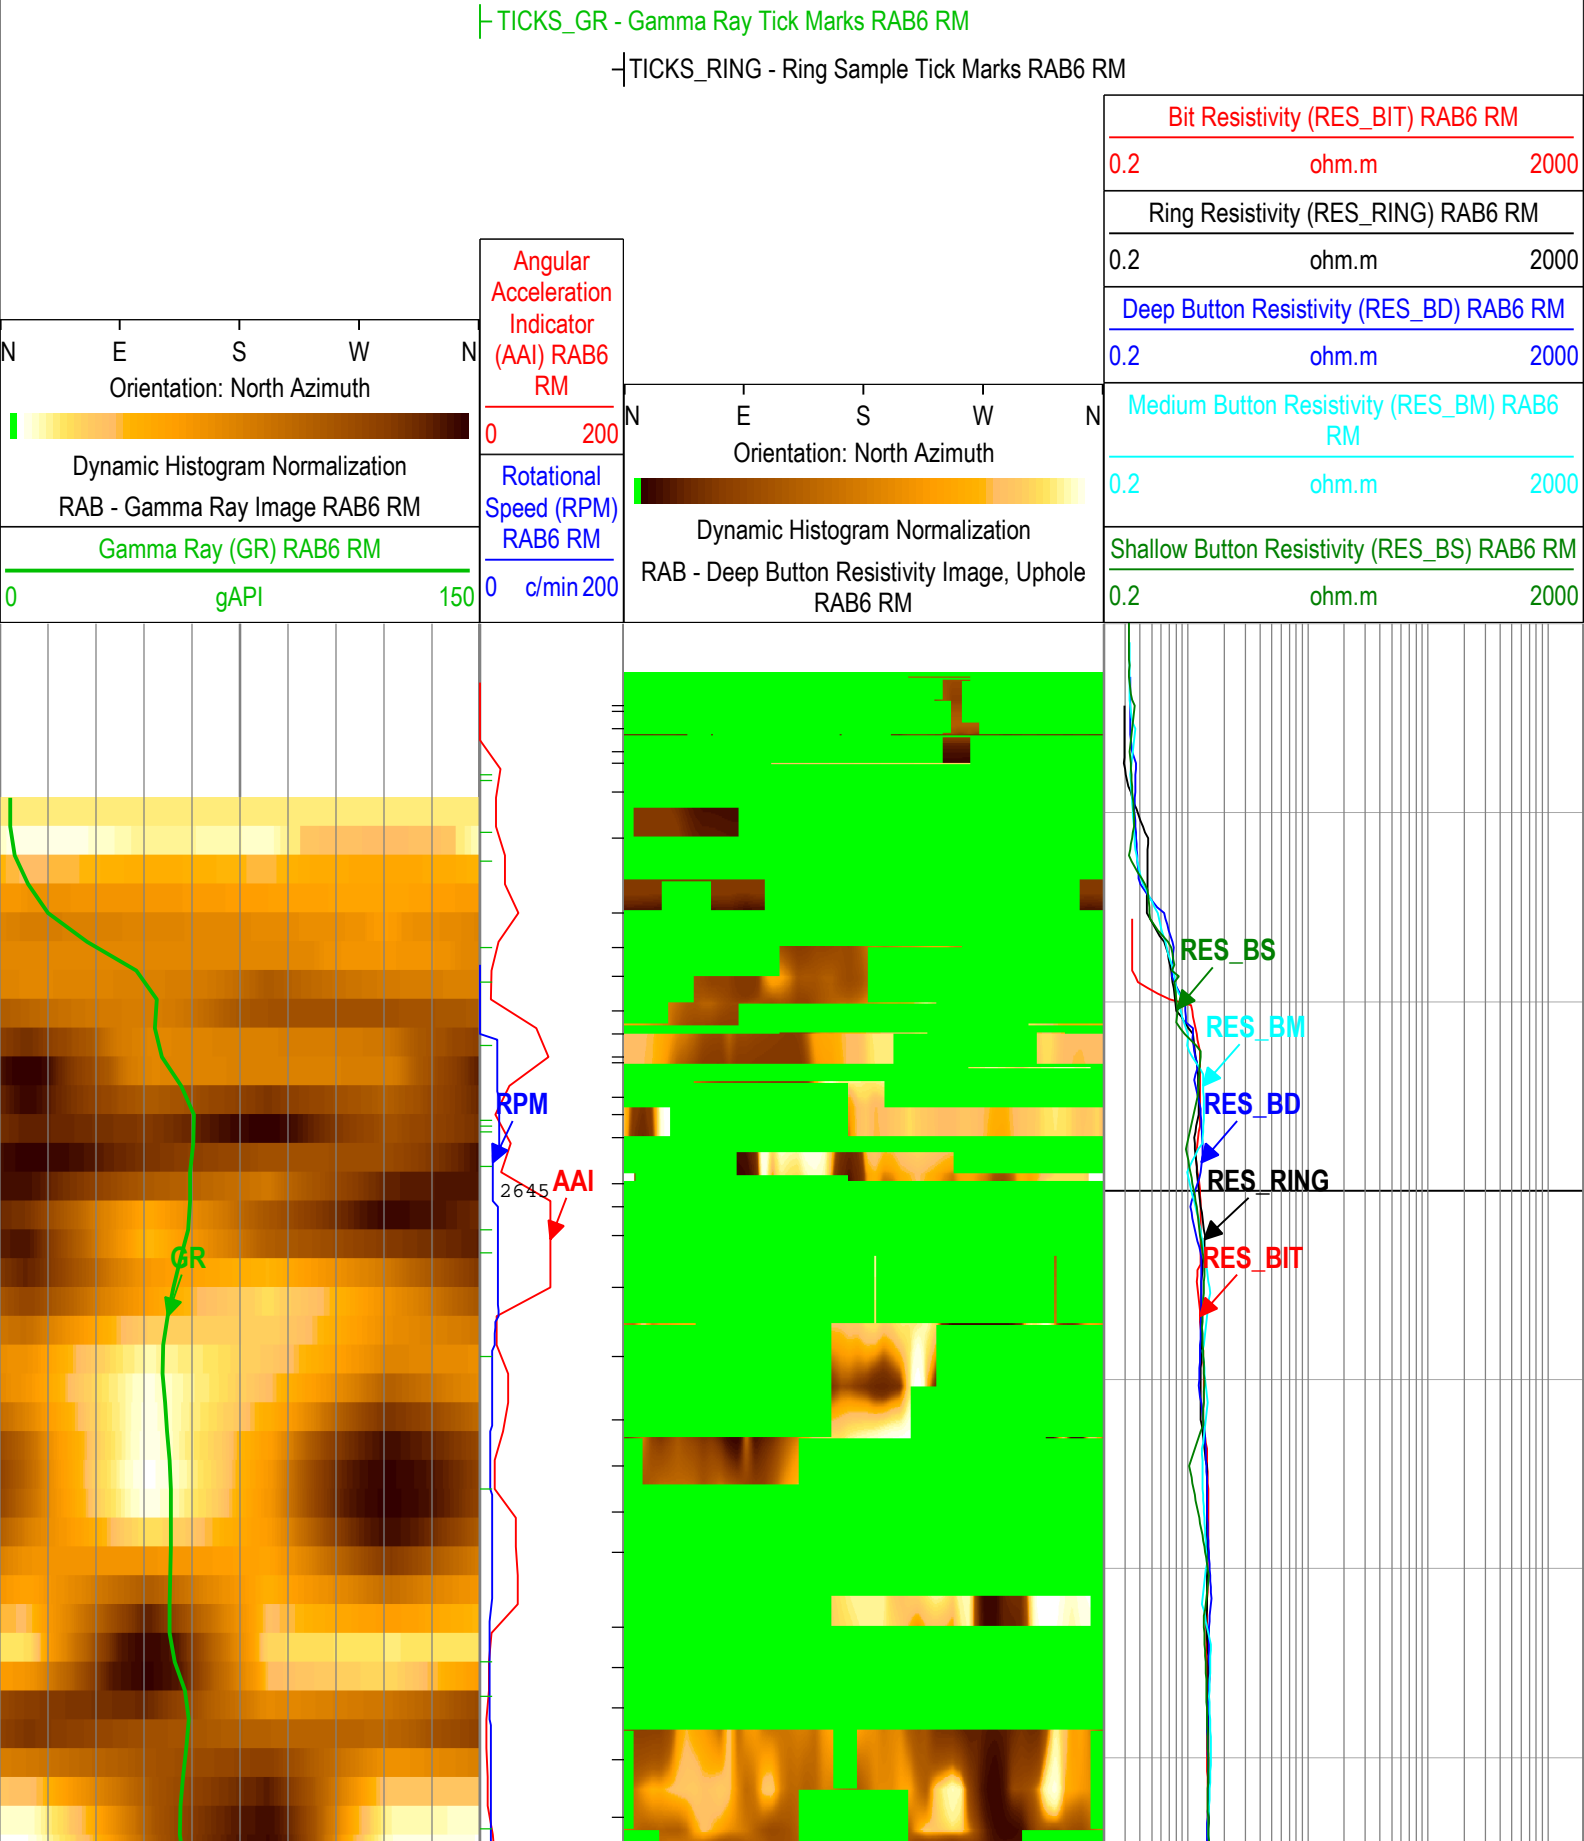 TICKS_GR - Gamma Ray Tick Marks RAB6 RM
TICKS_RING - Ring Sample Tick Marks RAB6 RM
Bit Resistivity (RES_BIT) RAB6 RM
0.2 ohm.m 2000
Ring Resistivity (RES_RING) RAB6 RM
0.2 ohm.m 2000
Deep Button Resistivity (RES_BD) RAB6 RM
0.2 ohm.m 2000
Medium Button Resistivity (RES_BM) RAB6
RM
0.2 ohm.m 2000
Shallow Button Resistivity (RES_BS) RAB6 RM
0.2 ohm.m 2000
Angular
Acceleration
Indicator
(AAI) RAB6
RM
0 200
Rotational
Speed (RPM)
RAB6 RM
0 c/min 200
N E S W N
Orientation: North Azimuth
Dynamic Histogram Normalization
RAB - Gamma Ray Image RAB6 RM
Gamma Ray (GR) RAB6 RM
0 gAPI 150
N E S W N
Orientation: North Azimuth
Dynamic Histogram Normalization
RAB - Deep Button Resistivity Image, Uphole
RAB6 RM
RES_BS
RES_BM
RPM
RES_BD
2645
AAI
RES_RING
GR
RES_BIT